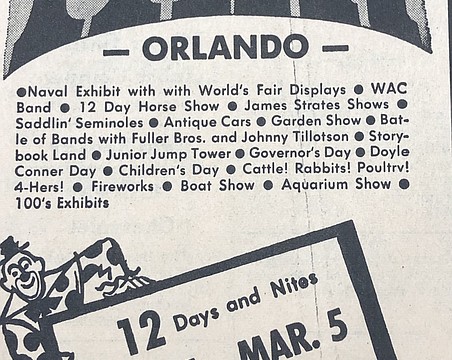 — ORLANDO —
●Naval Exhibit with with World's Fair Displays ● WAC
Band ● 12 Day Horse Show ● James Strates Shows ●
Saddlin' Seminoles ● Antique Cars ● Garden Show ● Bat-
tle of Bands with Fuller Bros. and Johnny Tillotson ● Story-
book Land ● Junior Jump Tower ● Governor's Day ● Doyle
Conner Day ● Children's Day ● Cattle! Rabbits! Poultry!
4-Hers! ● Fireworks ● Boat Show ● Aquarium Show ●
100's Exhibits
12 Days and Nites
MAR. 5